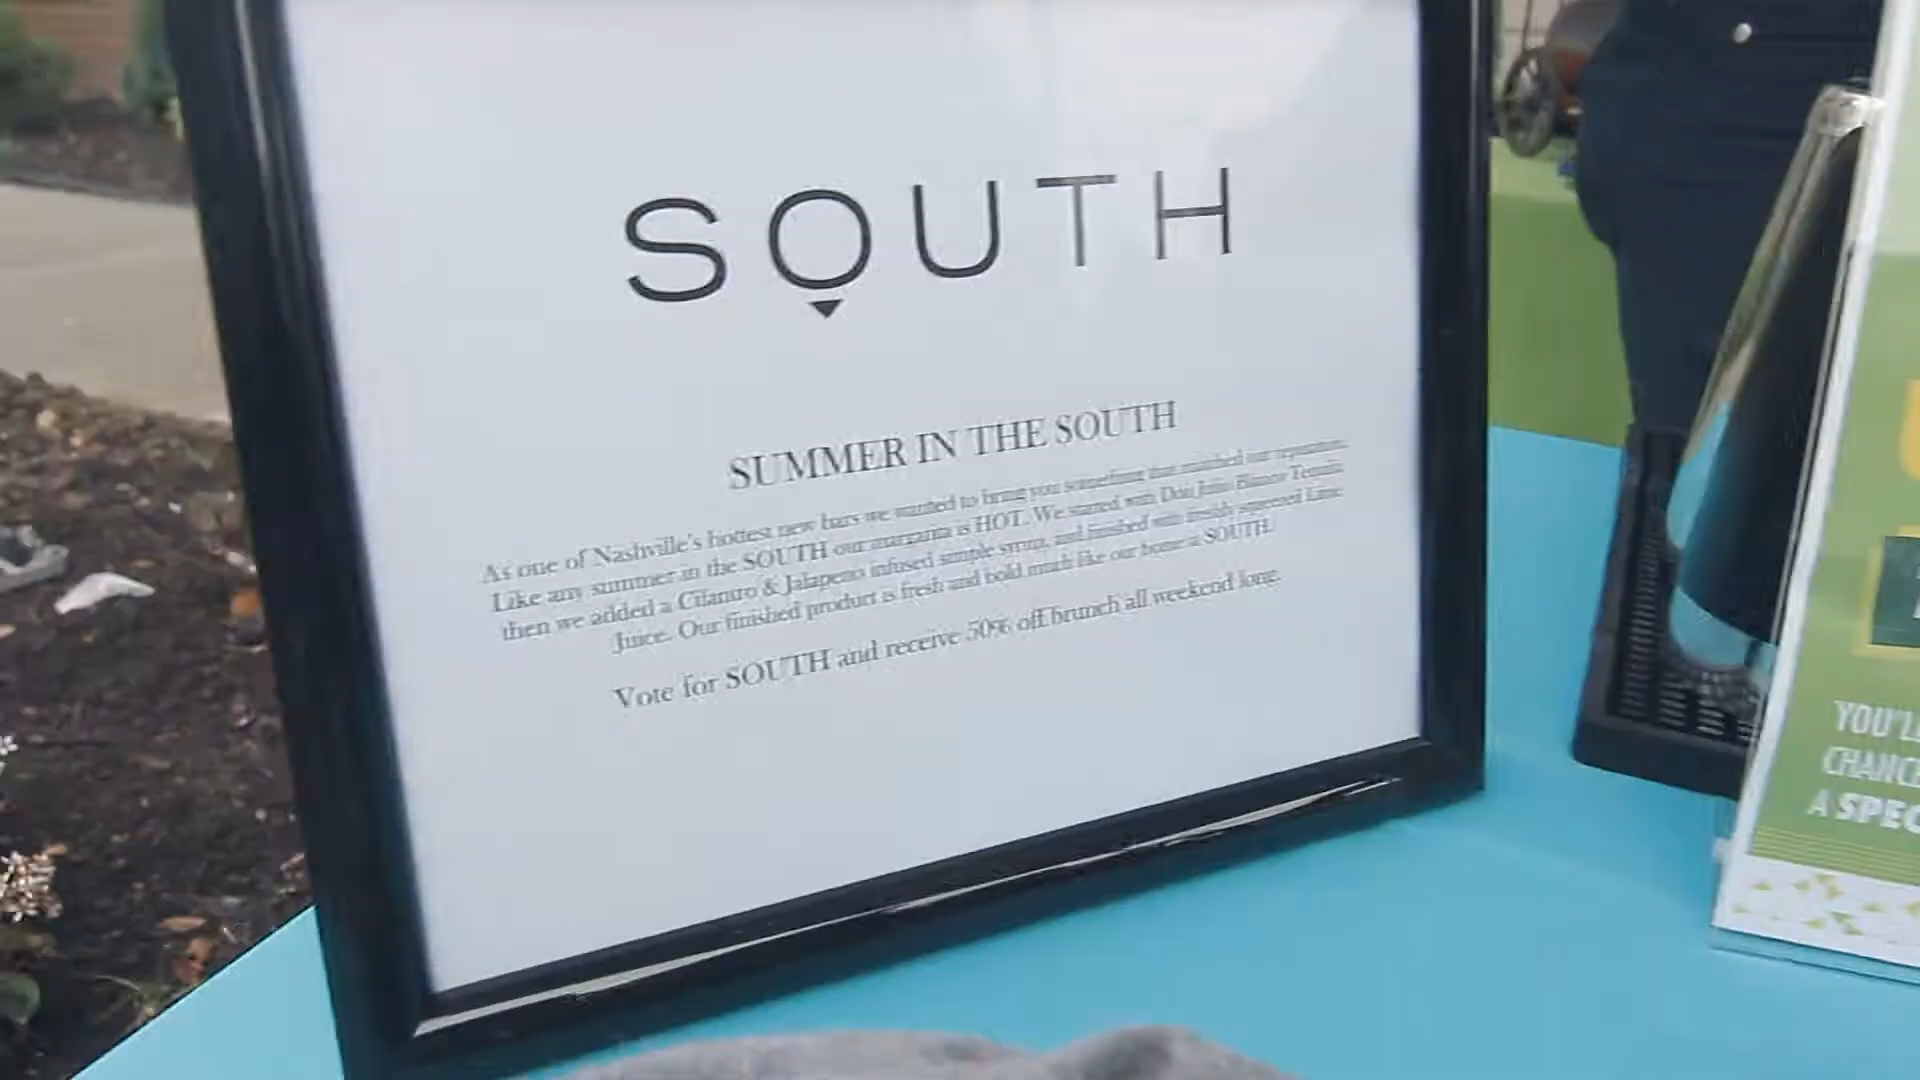 SOUTH
SUMMER IN THE SOUTH
As one of Nashville's hottest new bars we wanted to bring you something that matched our reputation.
Like any summer in the SOUTH our margarita is HOT. We started with Don Julio Blanco Tequila
then we added a Cilantro & Jalapeno infused simple syrup, and finished with freshly squeezed Lime
Juice. Our finished product is fresh and bold much like our home at SOUTH.
Vote for SOUTH and receive 50% off brunch all weekend long.
YOU'L
CHANC
A SPEC